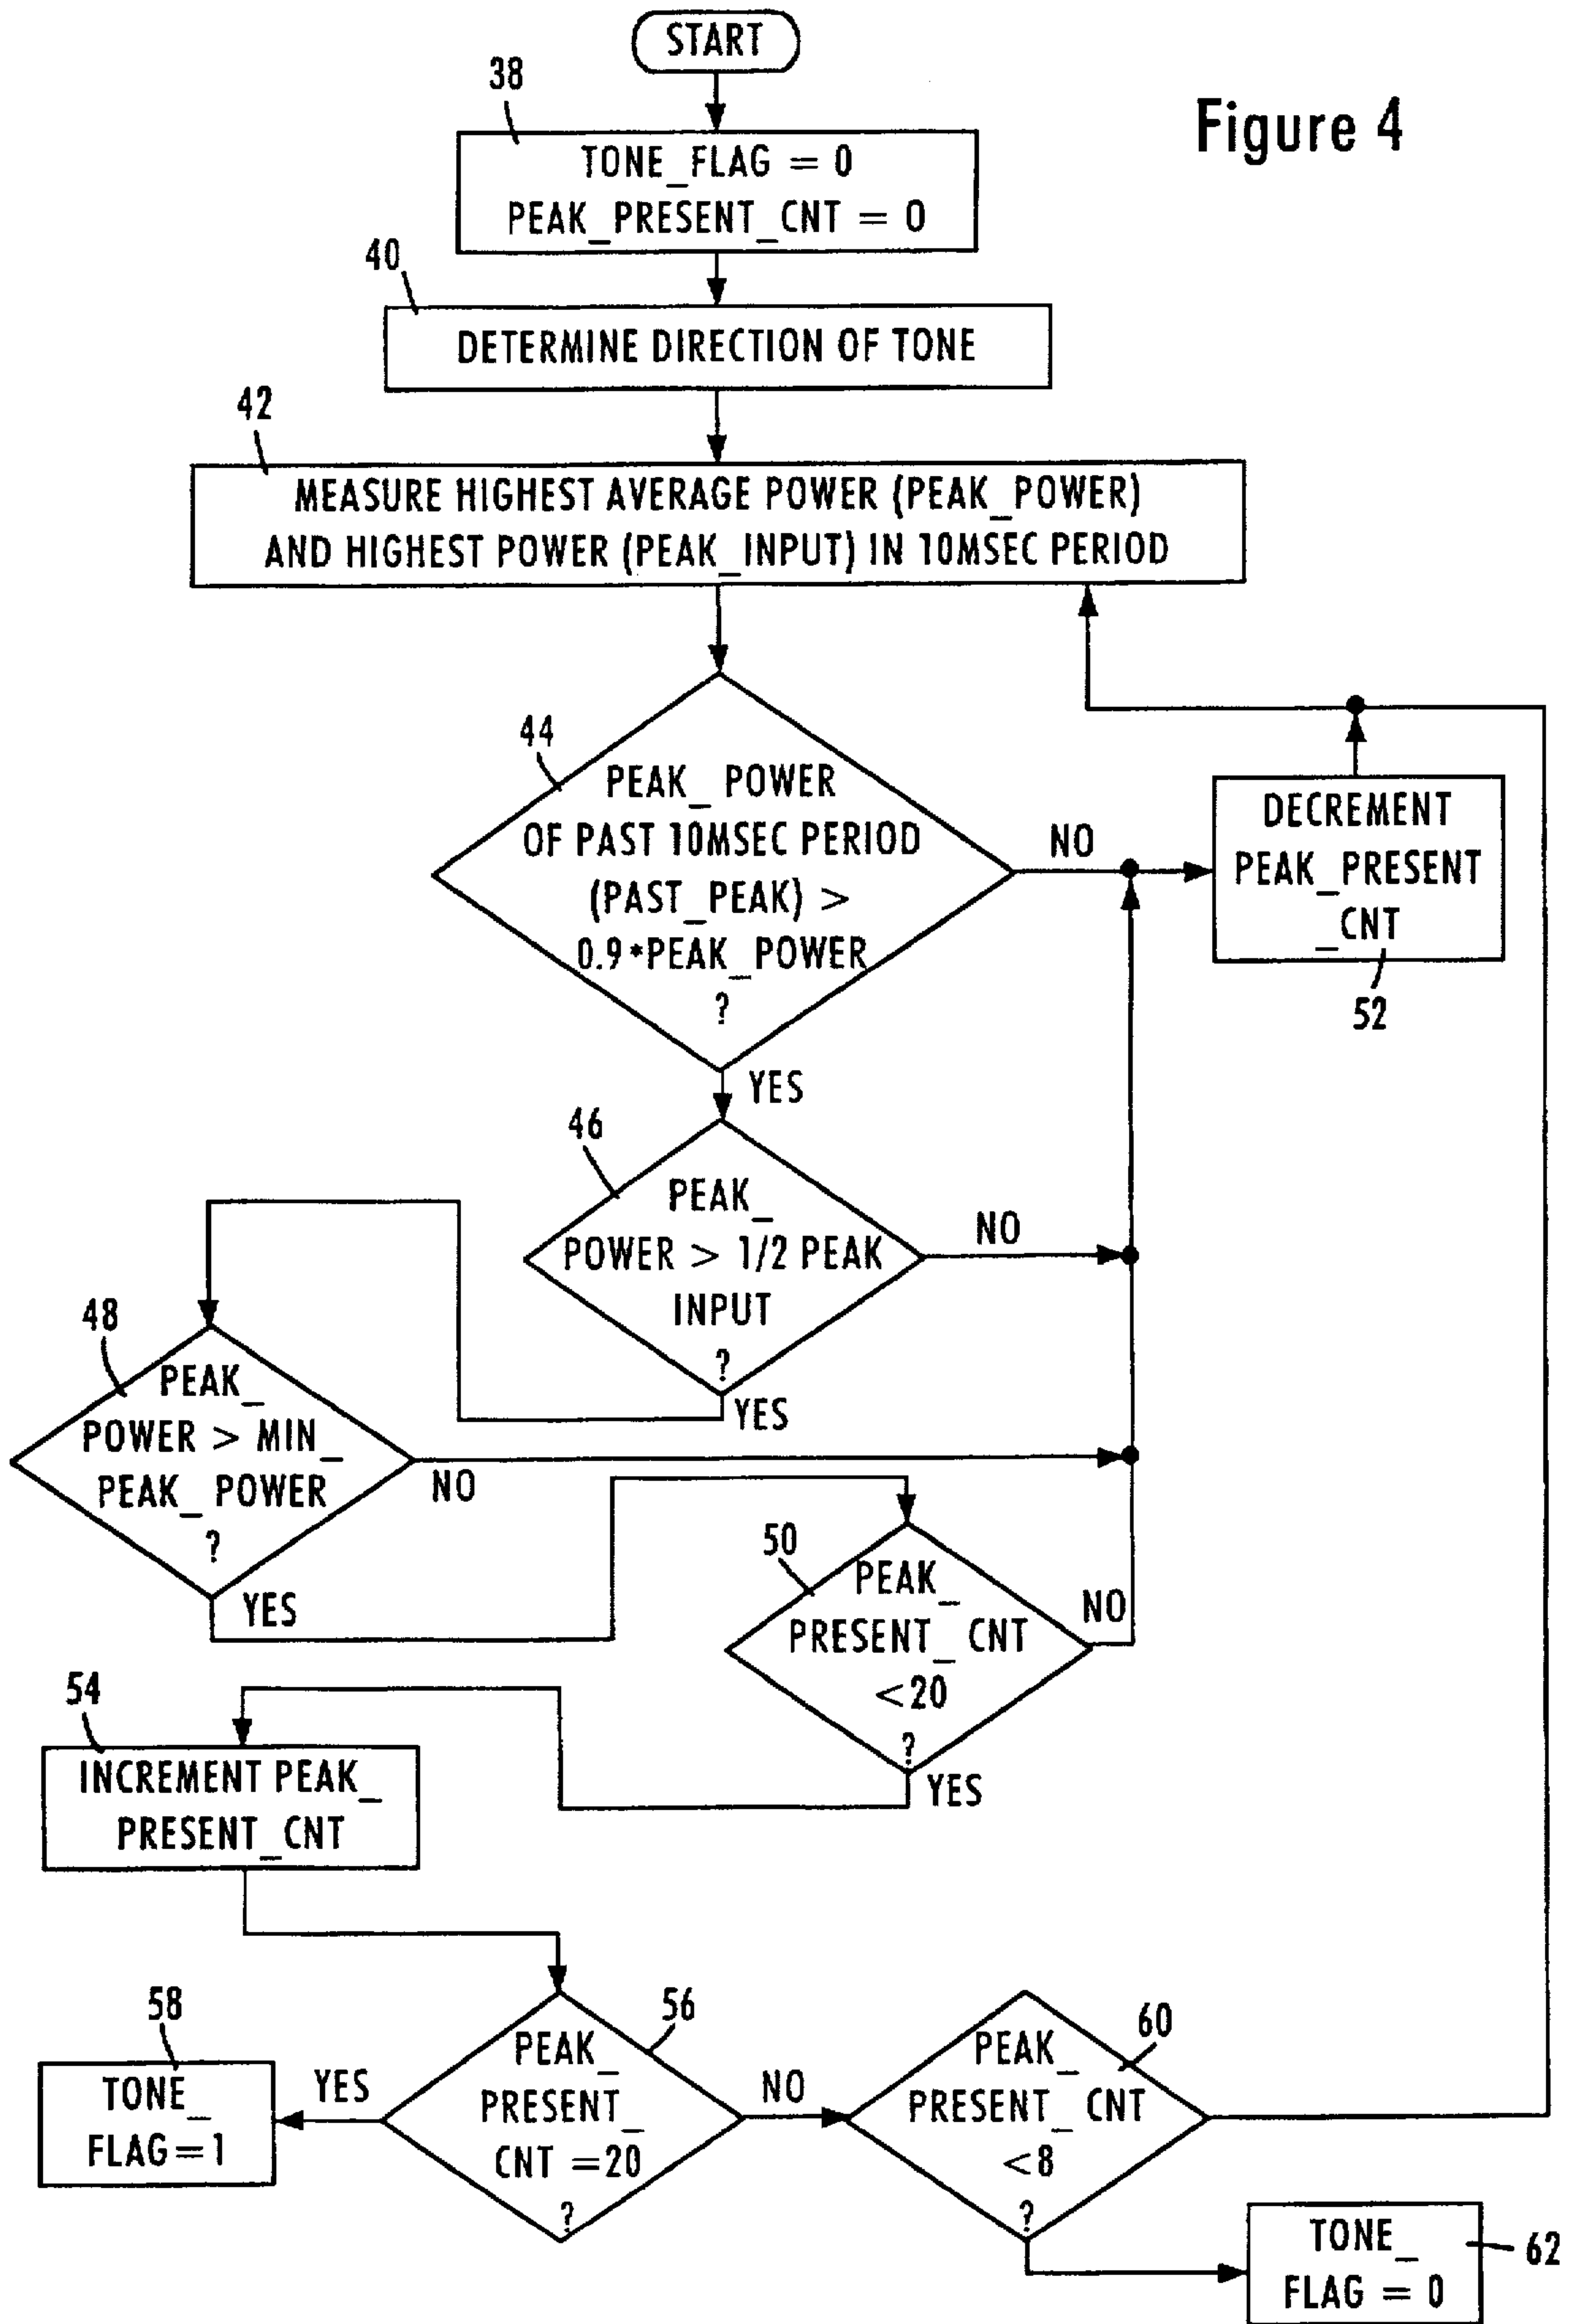 START
38
Figure 4
TONE_FLAG = 0
PEAK_PRESENT_CNT = 0
40
DETERMINE DIRECTION OF TONE
42
MEASURE HIGHEST AVERAGE POWER (PEAK_POWER)
AND HIGHEST POWER (PEAK_INPUT) IN 10MSEC PERIOD
44
PEAK_ POWER
OF PAST 10MSEC PERIOD
(PAST_PEAK) >
0.9*PEAK_POWER
?
NO
YES
DECREMENT
PEAK_PRESENT
_CNT
52
46
PEAK_
POWER > 1/2 PEAK
INPUT
?
NO
YES
48
PEAK_
POWER > MIN_
PEAK_ POWER
?
NO
YES
50
PEAK_
PRESENT_ CNT
<20
?
NO
YES
54
INCREMENT PEAK_
PRESENT_CNT
56
PEAK_
PRESENT_
CNT =20
?
YES
NO
58
TONE_
FLAG=1
60
PEAK_
PRESENT_ CNT
<8
?
TONE_
FLAG = 0
62